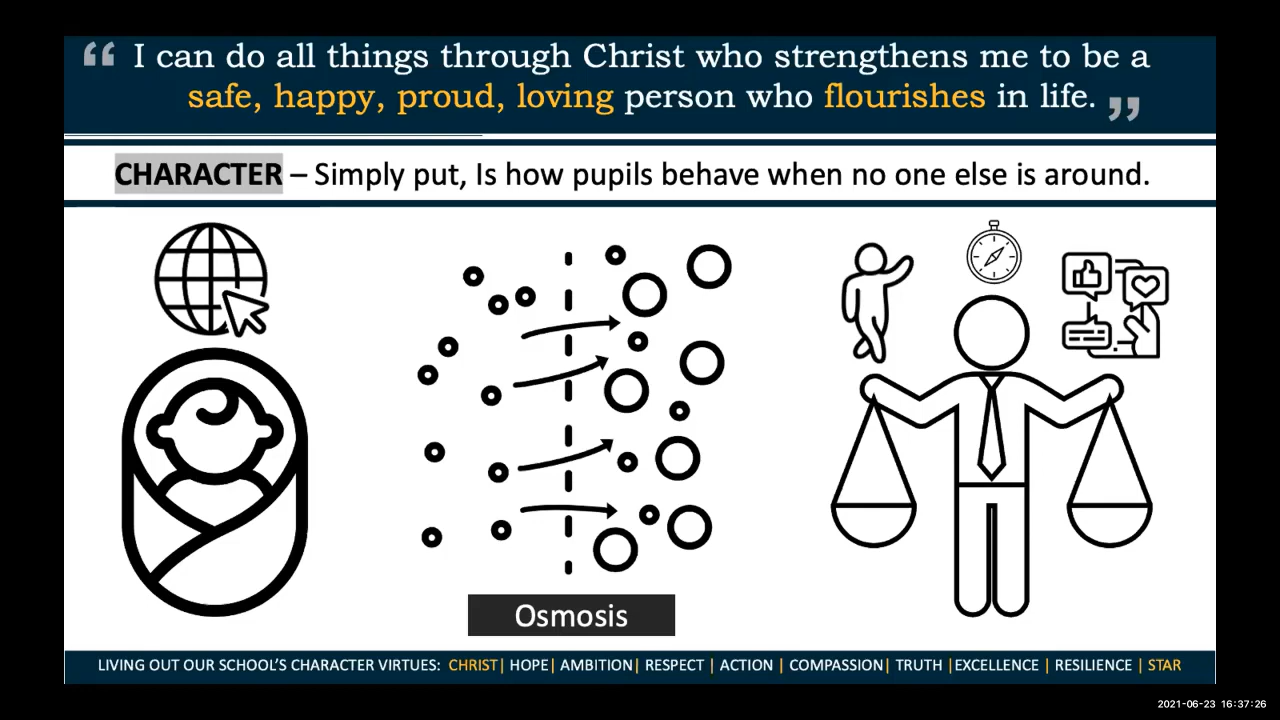 “ I can do all things through Christ who strengthens me to be a
safe, happy, proud, loving person who flourishes in life. ”
CHARACTER – Simply put, Is how pupils behave when no one else is around.
Osmosis
LIVING OUT OUR SCHOOL’S CHARACTER VIRTUES: CHRIST| HOPE| AMBITION| RESPECT | ACTION | COMPASSION| TRUTH |EXCELLENCE | RESILIENCE | STAR
2021-06-23 16:37:26